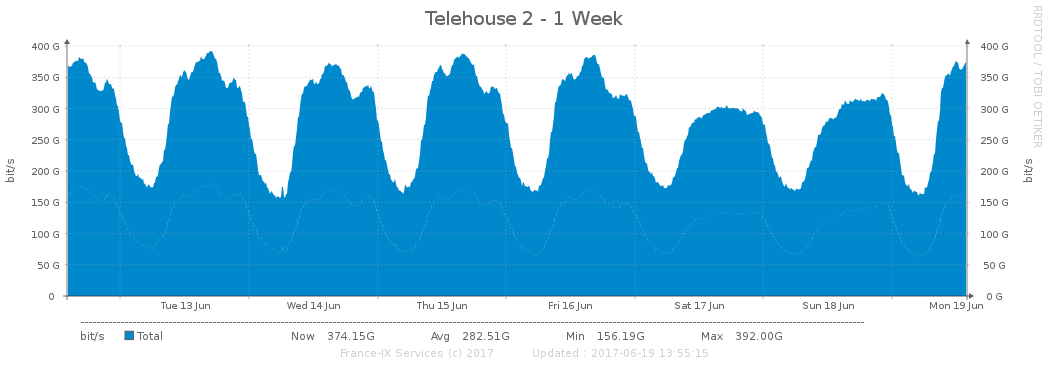 Telehouse 2 - 1 Week
RRDTOOL / TOBI OETIKER
400 G 400 G
350 G 350 G
300 G 300 G
250 G 250 G
200 G 200 G
150 G 150 G
100 G 100 G
50 G 50 G
0 0 G
bit/s
bit/s
Tue 13 Jun Wed 14 Jun Thu 15 Jun Fri 16 Jun Sat 17 Jun Sun 18 Jun Mon 19 Jun
bit/s Total Now 374.15G Avg 282.51G Min 156.19G Max 392.00G
France-IX Services (c) 2017 Updated : 2017-06-19 13:55:15